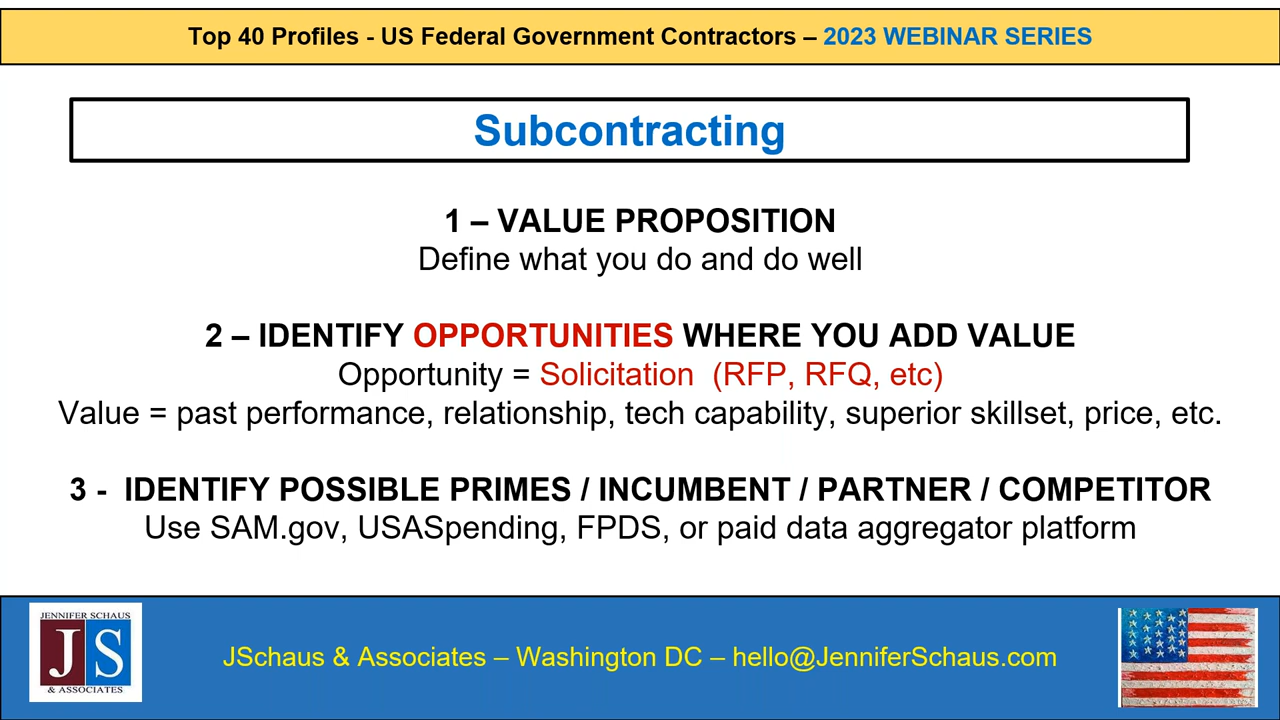 Top 40 Profiles - US Federal Government Contractors – 2023 WEBINAR SERIES
Subcontracting
1 – VALUE PROPOSITION
Define what you do and do well
2 – IDENTIFY OPPORTUNITIES WHERE YOU ADD VALUE
Opportunity = Solicitation (RFP, RFQ, etc)
Value = past performance, relationship, tech capability, superior skillset, price, etc.
3 - IDENTIFY POSSIBLE PRIMES / INCUMBENT / PARTNER / COMPETITOR
Use SAM.gov, USASpending, FPDS, or paid data aggregator platform
JENNIFER SCHAUS
JS
& ASSOCIATES
JSchaus & Associates – Washington DC – hello@JenniferSchaus.com